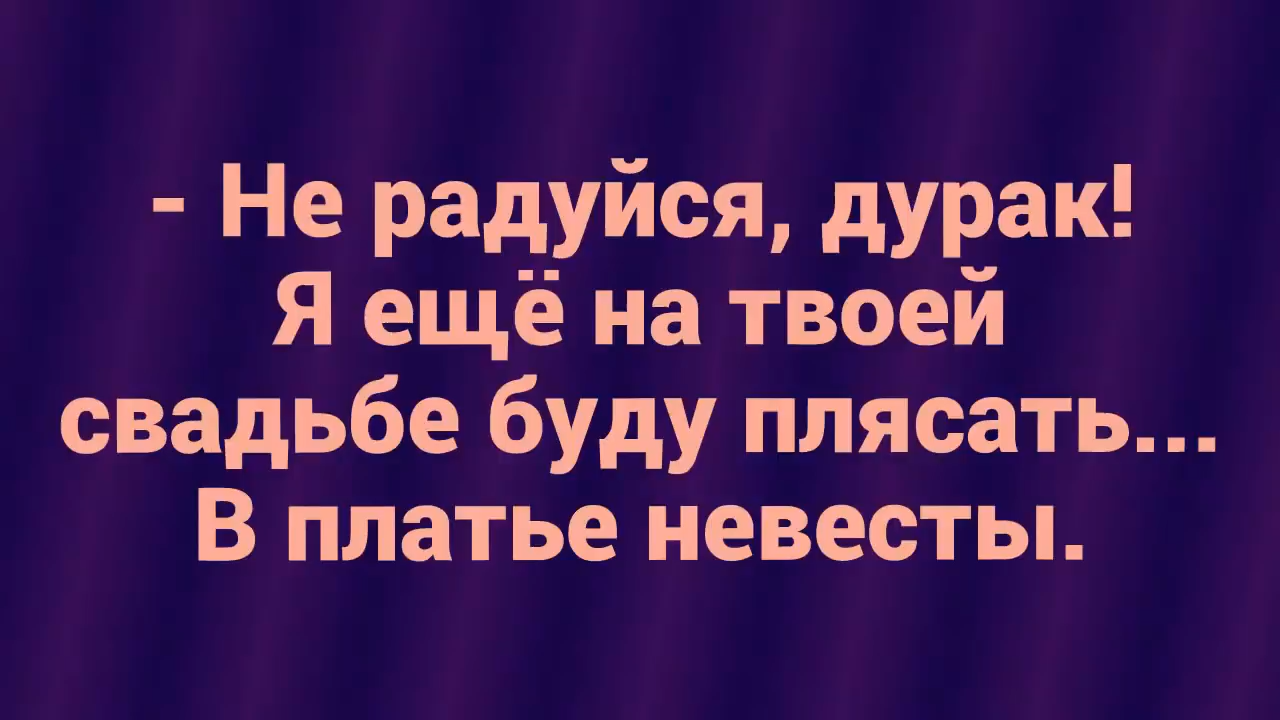 - Не радуйся, дурак!
Я ещё на твоей
свадьбе буду плясать...
В платье невесты.